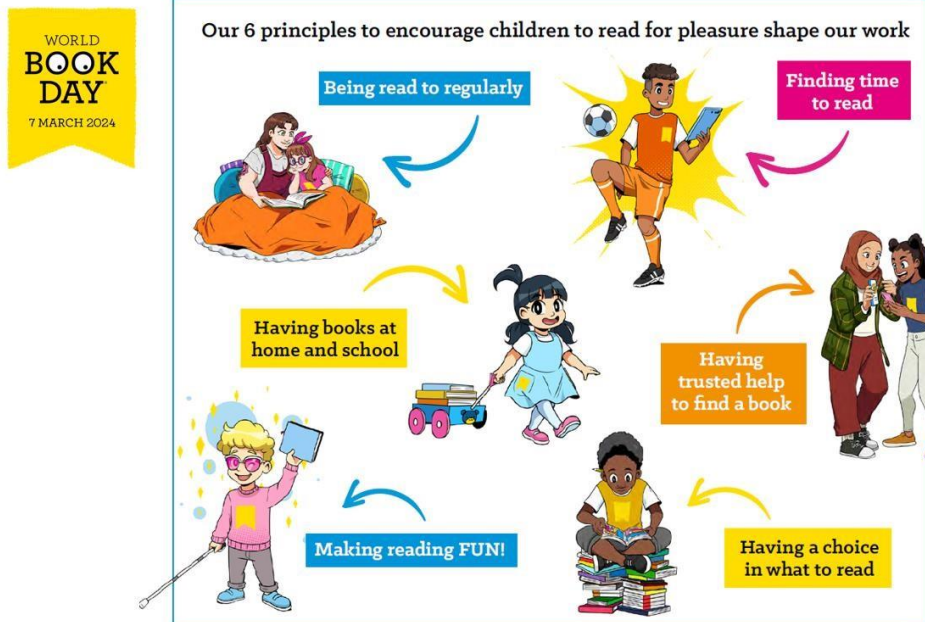 WORLD
BOOK
DAY
7 MARCH 2024
Our 6 principles to encourage children to read for pleasure shape our work
Being read to regularly
Finding time
to read
Having books at
home and school
Having
trusted help
to find a book
Making reading FUN!
Having a choice
in what to read